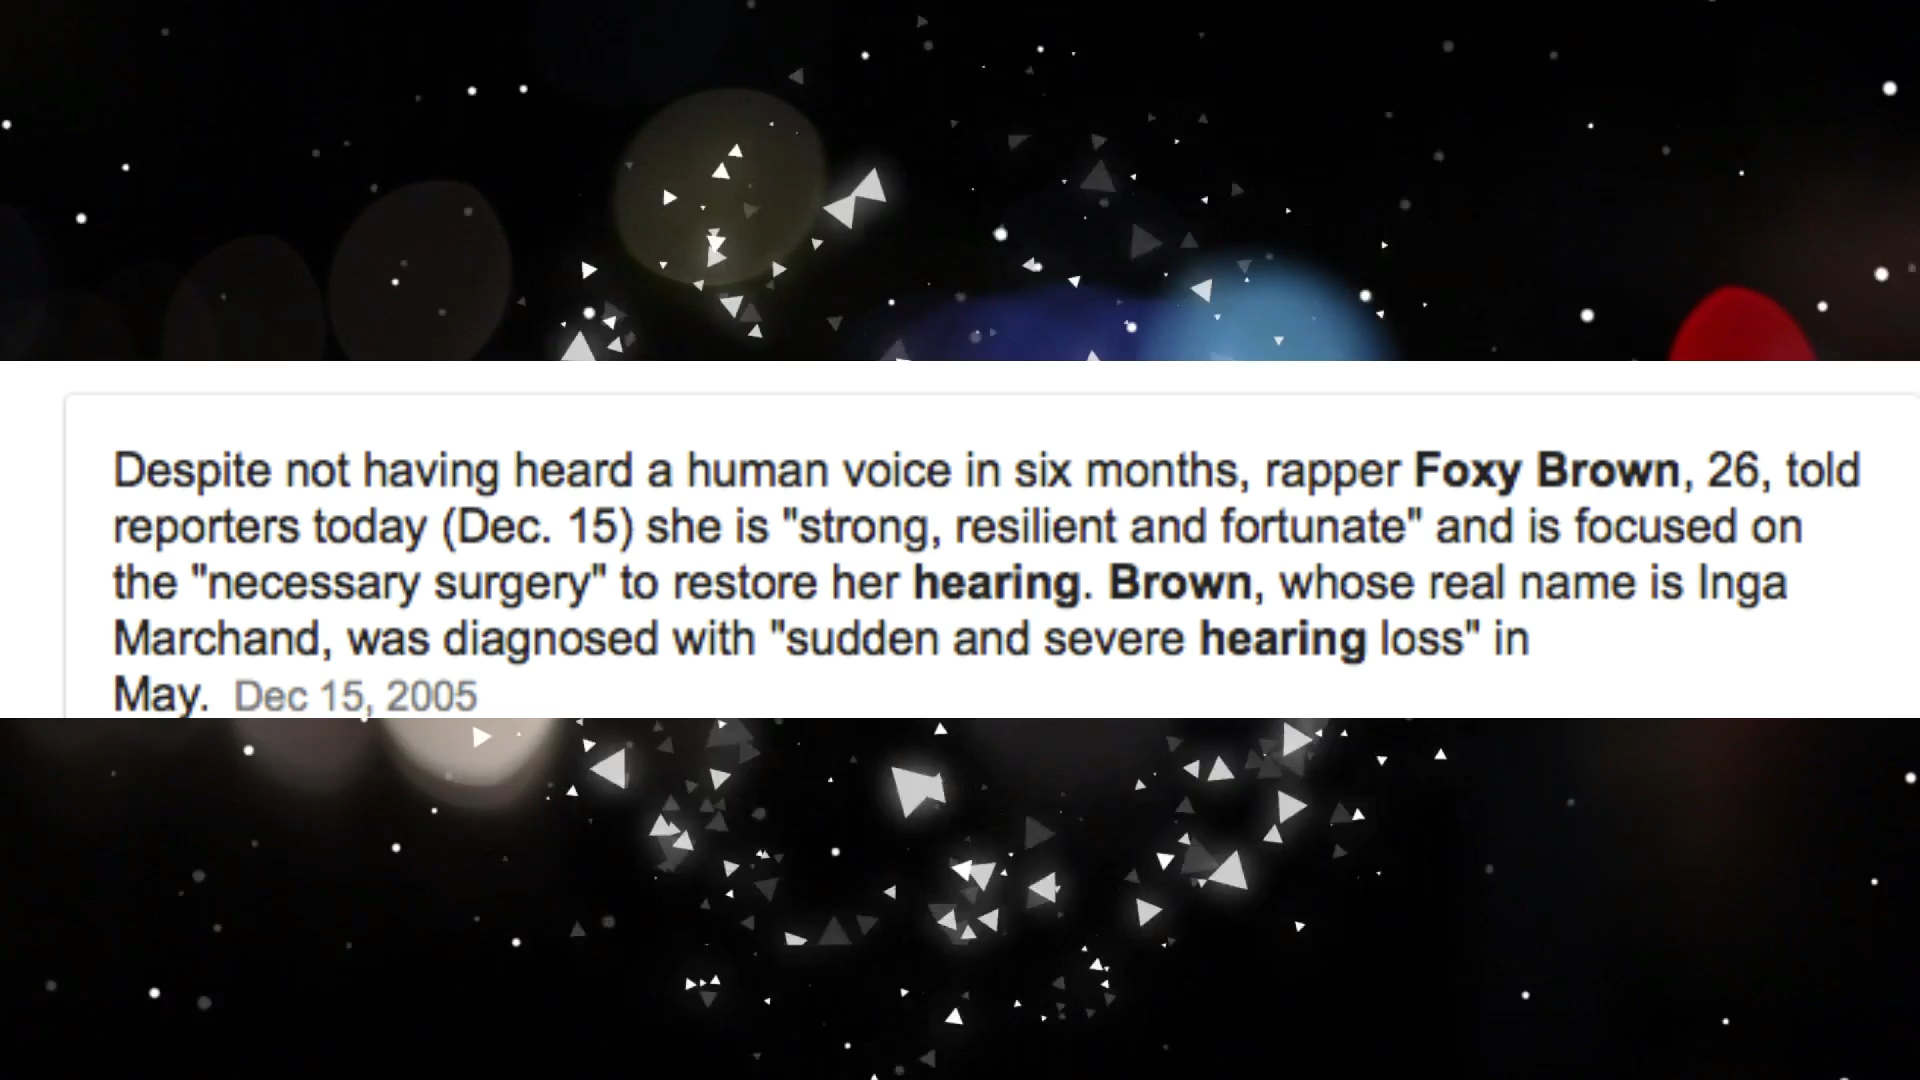 Despite not having heard a human voice in six months, rapper Foxy Brown, 26, told
reporters today (Dec. 15) she is "strong, resilient and fortunate" and is focused on
the "necessary surgery" to restore her hearing. Brown, whose real name is Inga
Marchand, was diagnosed with "sudden and severe hearing loss" in
May. Dec 15, 2005